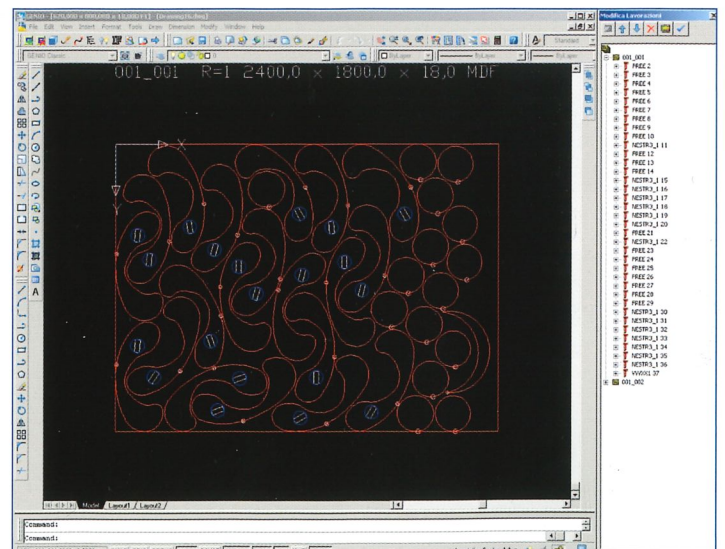 Modifica Lavorazioni
File Edit View Insert Format Tools Draw Dimension Modify Window Help
Standard
ByLayer
001_001 R=1 2400,0 × 1800,0 × 18,0 MDF
X
Y
Model Layout1 Layout2
Command:
Command:
001_001
FREE 2
FREE 3
FREE 4
FREE 5
FREE 6
FREE 7
FREE 8
FREE 9
FREE 10
NESTR3_1 11
FREE 12
FREE 13
FREE 14
NESTR3_1 15
NESTR3_1 16
NESTR3_1 17
NESTR3_1 18
NESTR3_1 19
NESTR3_1 20
FREE 21
NESTR3_1 22
FREE 23
FREE 24
FREE 25
FREE 26
FREE 27
FREE 28
FREE 29
NESTR3_1 30
NESTR3_1 31
NESTR3_1 32
NESTR3_1 33
NESTR3_1 34
NESTR3_1 35
NESTR3_1 36
001_002